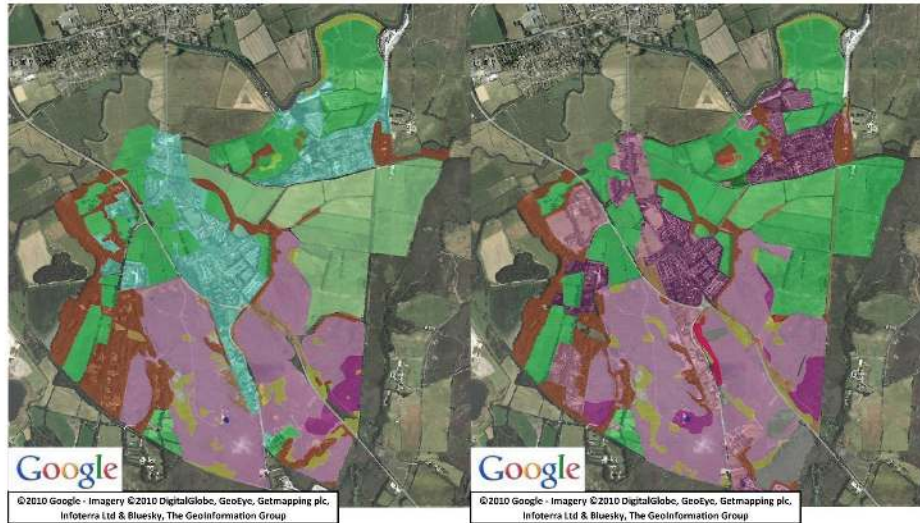 Google
©2010 Google - Imagery ©2010 DigitalGlobe, GeoEye, Getmapping plc,
Infoterra Ltd & Bluesky, The GeoInformation Group
Google
©2010 Google - Imagery ©2010 DigitalGlobe, GeoEye, Getmapping plc,
Infoterra Ltd & Bluesky, The GeoInformation Group